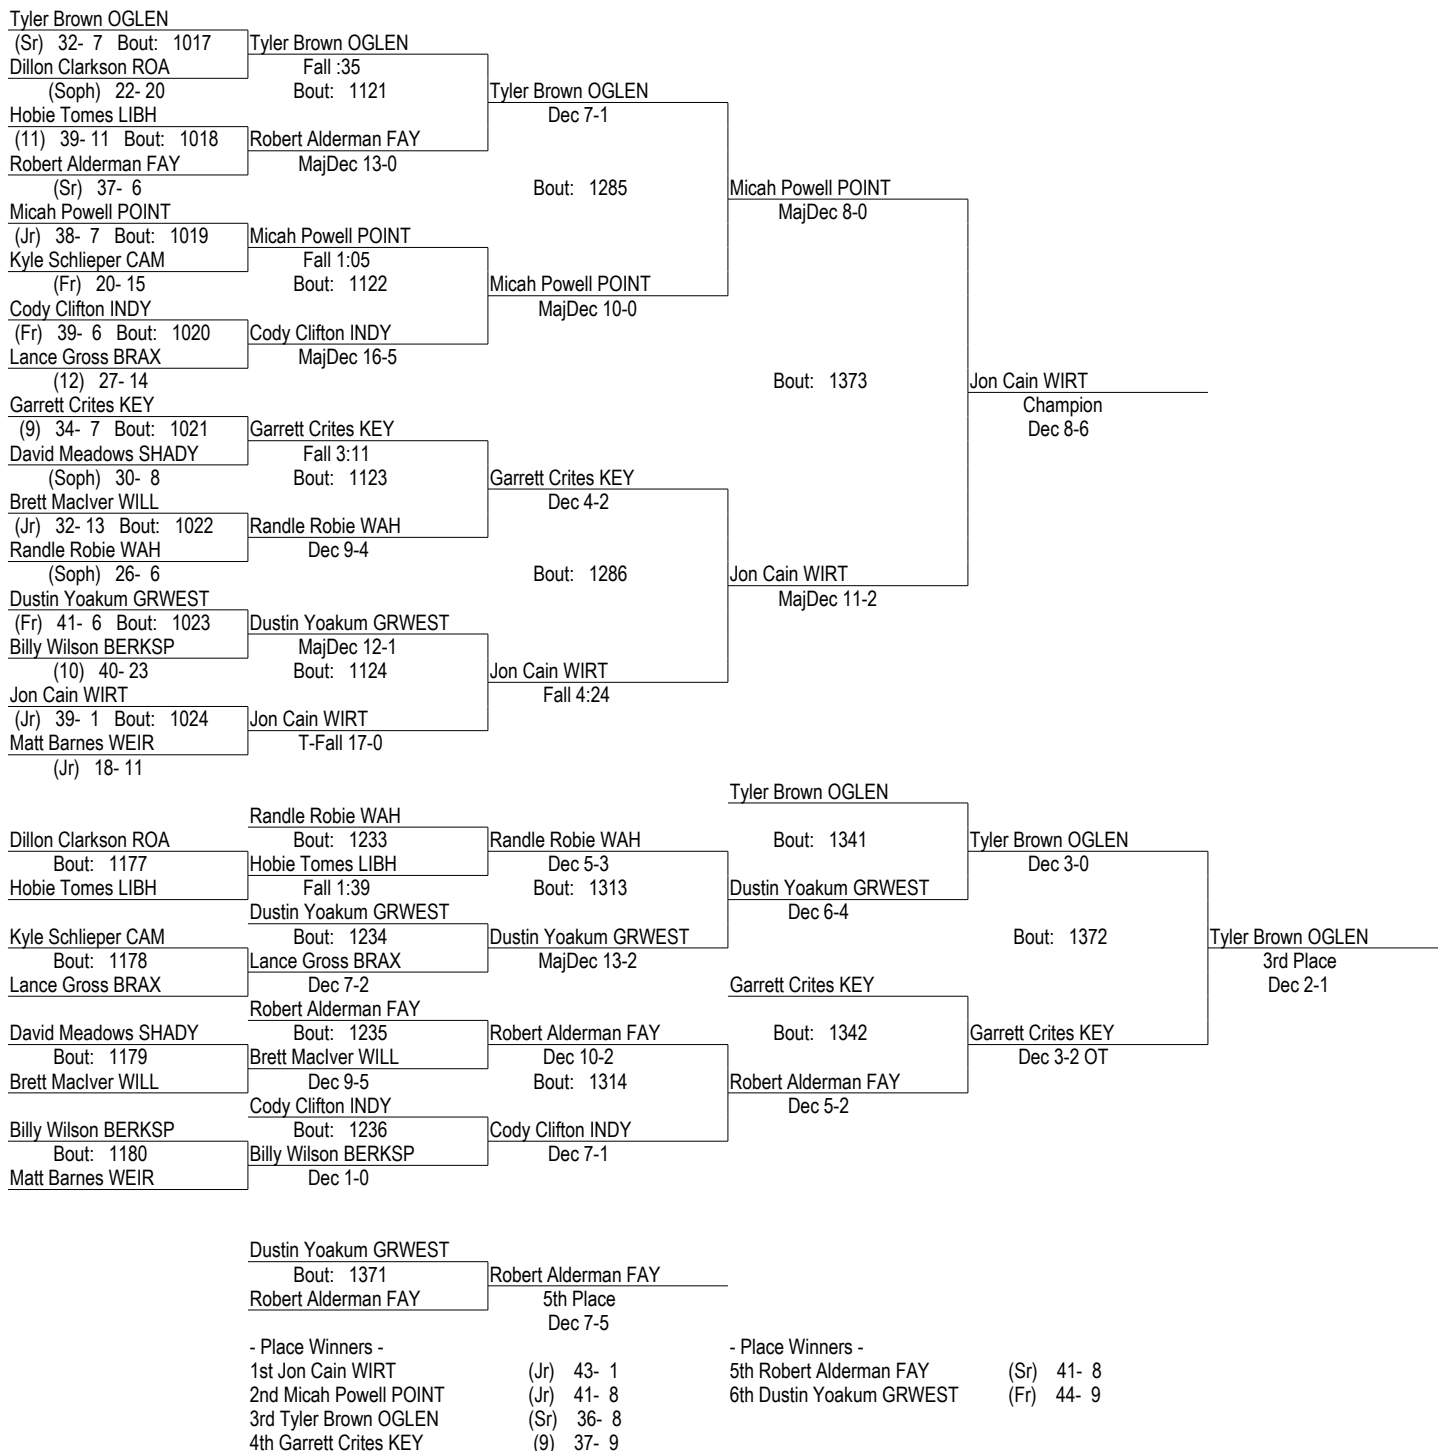 Tyler Brown OGLEN
(Sr) 32- 7 Bout: 1017 Tyler Brown OGLEN
Dillon Clarkson ROA Fall :35
(Soph) 22- 20 Bout: 1121 Tyler Brown OGLEN
Hobie Tomes LIBH Dec 7-1
(11) 39- 11 Bout: 1018 Robert Alderman FAY
Robert Alderman FAY MajDec 13-0
(Sr) 37- 6 Bout: 1285 Micah Powell POINT
Micah Powell POINT MajDec 8-0
(Jr) 38- 7 Bout: 1019 Micah Powell POINT
Kyle Schlieper CAM Fall 1:05
(Fr) 20- 15 Bout: 1122 Micah Powell POINT
Cody Clifton INDY MajDec 10-0
(Fr) 39- 6 Bout: 1020 Cody Clifton INDY
Lance Gross BRAX MajDec 16-5
(12) 27- 14 Bout: 1373 Jon Cain WIRT
Garrett Crites KEY Champion
(9) 34- 7 Bout: 1021 Garrett Crites KEY Dec 8-6
David Meadows SHADY Fall 3:11
(Soph) 30- 8 Bout: 1123 Garrett Crites KEY
Brett MacIver WILL Dec 4-2
(Jr) 32- 13 Bout: 1022 Randle Robie WAH
Randle Robie WAH Dec 9-4
(Soph) 26- 6 Bout: 1286 Jon Cain WIRT
Dustin Yoakum GRWEST MajDec 11-2
(Fr) 41- 6 Bout: 1023 Dustin Yoakum GRWEST
Billy Wilson BERKSP MajDec 12-1
(10) 40- 23 Bout: 1124 Jon Cain WIRT
Jon Cain WIRT Fall 4:24
(Jr) 39- 1 Bout: 1024 Jon Cain WIRT
Matt Barnes WEIR T-Fall 17-0
(Jr) 18- 11
Tyler Brown OGLEN
Randle Robie WAH
Dillon Clarkson ROA Bout: 1233 Randle Robie WAH Bout: 1341 Tyler Brown OGLEN
Bout: 1177 Hobie Tomes LIBH Dec 5-3 Dec 3-0
Hobie Tomes LIBH Fall 1:39 Bout: 1313 Dustin Yoakum GRWEST
Dustin Yoakum GRWEST Dec 6-4
Kyle Schlieper CAM Bout: 1234 Dustin Yoakum GRWEST Bout: 1372 Tyler Brown OGLEN
Bout: 1178 Lance Gross BRAX MajDec 13-2 3rd Place
Lance Gross BRAX Dec 7-2 Garrett Crites KEY Dec 2-1
Robert Alderman FAY
David Meadows SHADY Bout: 1235 Robert Alderman FAY Bout: 1342 Garrett Crites KEY
Bout: 1179 Brett MacIver WILL Dec 10-2 Dec 3-2 OT
Brett MacIver WILL Dec 9-5 Bout: 1314 Robert Alderman FAY
Cody Clifton INDY Dec 5-2
Billy Wilson BERKSP Bout: 1236 Cody Clifton INDY
Bout: 1180 Billy Wilson BERKSP Dec 7-1
Matt Barnes WEIR Dec 1-0
Dustin Yoakum GRWEST
Bout: 1371 Robert Alderman FAY
Robert Alderman FAY 5th Place
Dec 7-5
- Place Winners - - Place Winners -
1st Jon Cain WIRT (Jr) 43- 1 5th Robert Alderman FAY (Sr) 41- 8
2nd Micah Powell POINT (Jr) 41- 8 6th Dustin Yoakum GRWEST (Fr) 44- 9
3rd Tyler Brown OGLEN (Sr) 36- 8
4th Garrett Crites KEY (9) 37- 9